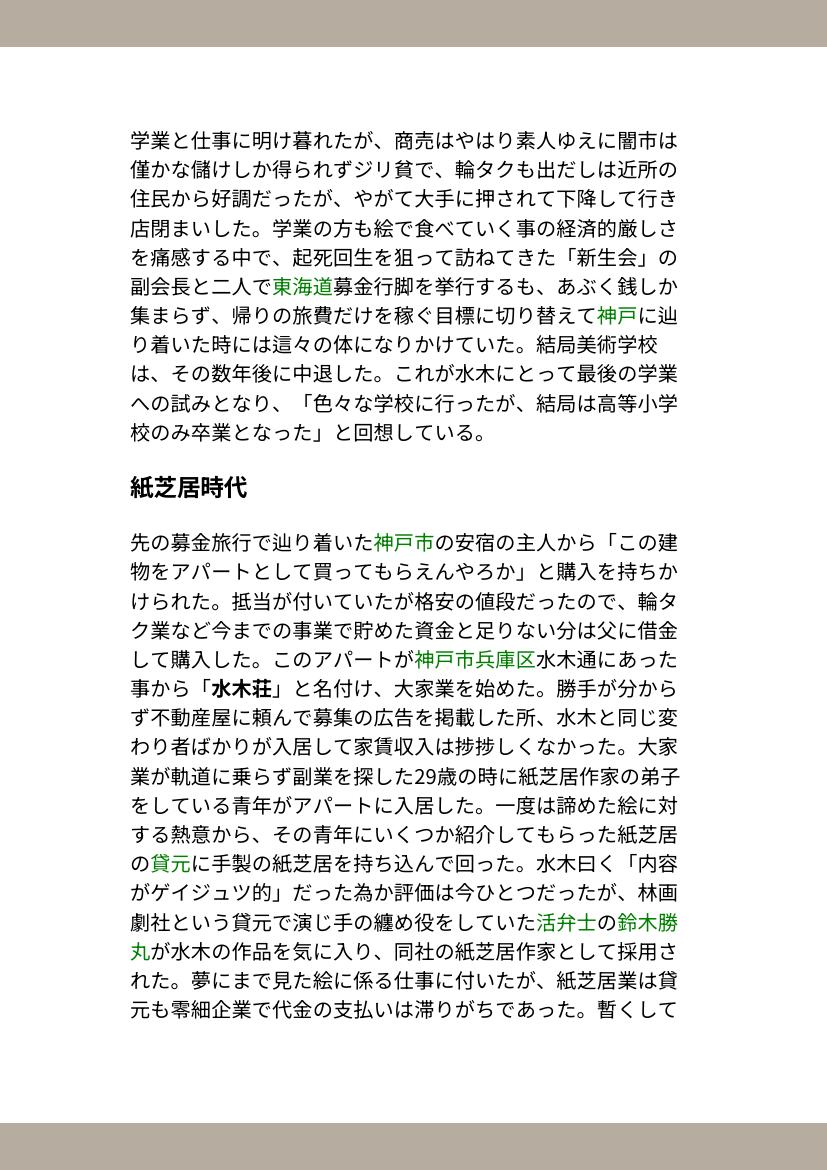 学業と仕事に明け暮れたが、商売はやはり素人ゆえに闇市は
僅かな儲けしか得られずジリ貧で、輪タクも出だしは近所の
住民から好調だったが、やがて大手に押されて下降して行き
店閉まいした。学業の方も絵で食べていく事の経済的厳しさ
を痛感する中で、起死回生を狙って訪ねてきた「新生会」の
副会長と二人で東海道募金行脚を挙行するも、あぶく銭しか
集まらず、帰りの旅費だけを稼ぐ目標に切り替えて神戸に辿
り着いた時には這々の体になりかけていた。結局美術学校
は、その数年後に中退した。これが水木にとって最後の学業
への試みとなり、「色々な学校に行ったが、結局は高等小学
校のみ卒業となった」と回想している。
紙芝居時代
先の募金旅行で辿り着いた神戸市の安宿の主人から「この建
物をアパートとして買ってもらえんやろか」と購入を持ちか
けられた。抵当が付いていたが格安の値段だったので、輪タ
ク業など今までの事業で貯めた資金と足りない分は父に借金
して購入した。このアパートが神戸市兵庫区水木通にあった
事から「水木荘」と名付け、大家業を始めた。勝手が分から
ず不動産屋に頼んで募集の広告を掲載した所、水木と同じ変
わり者ばかりが入居して家賃収入は捗捗しくなかった。大家
業が軌道に乗らず副業を探した29歳の時に紙芝居作家の弟子
をしている青年がアパートに入居した。一度は諦めた絵に対
する熱意から、その青年にいくつか紹介してもらった紙芝居
の貸元に手製の紙芝居を持ち込んで回った。水木曰く「内容
がゲイジュツ的」だった為か評価は今ひとつだったが、林画
劇社という貸元で演じ手の纏め役をしていた活弁士の鈴木勝
丸が水木の作品を気に入り、同社の紙芝居作家として採用さ
れた。夢にまで見た絵に係る仕事に付いたが、紙芝居業は貸
元も零細企業で代金の支払いは滞りがちであった。暫くして